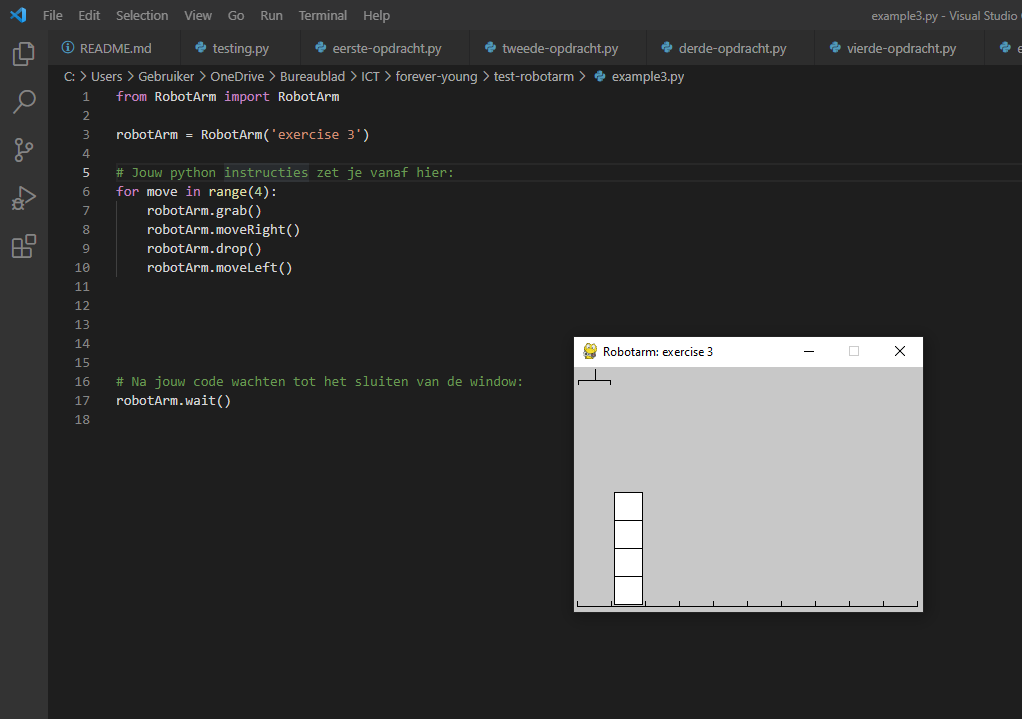 File Edit Selection View Go Run Terminal Help example3.py - Visual Studio
README.md testing.py eerste-opdracht.py tweede-opdracht.py derde-opdracht.py vierde-opdracht.py e
C: > Users > Gebruiker > OneDrive > Bureaublad > ICT > forever-young > test-robotarm > example3.py
1 from RobotArm import RobotArm
2
3 robotArm = RobotArm('exercise 3')
4
5 # Jouw python instructies zet je vanaf hier:
6 for move in range(4):
7 robotArm.grab()
8 robotArm.moveRight()
9 robotArm.drop()
10 robotArm.moveLeft()
11
12
13
14
15
16 # Na jouw code wachten tot het sluiten van de window:
17 robotArm.wait()
18
Robotarm: exercise 3